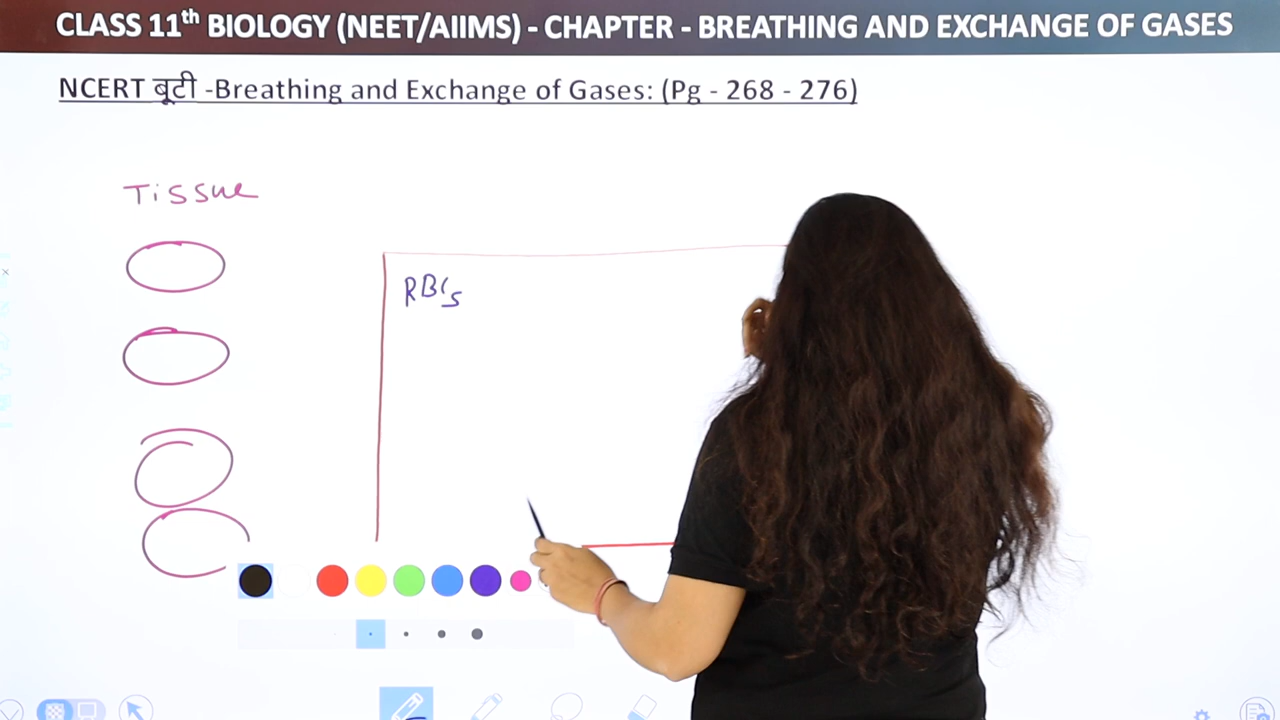 CLASS 11th BIOLOGY (NEET/AIIMS) - CHAPTER - BREATHING AND EXCHANGE OF GASES
NCERT बूटी -Breathing and Exchange of Gases: (Pg - 268 - 276)
Tissue
RBCs